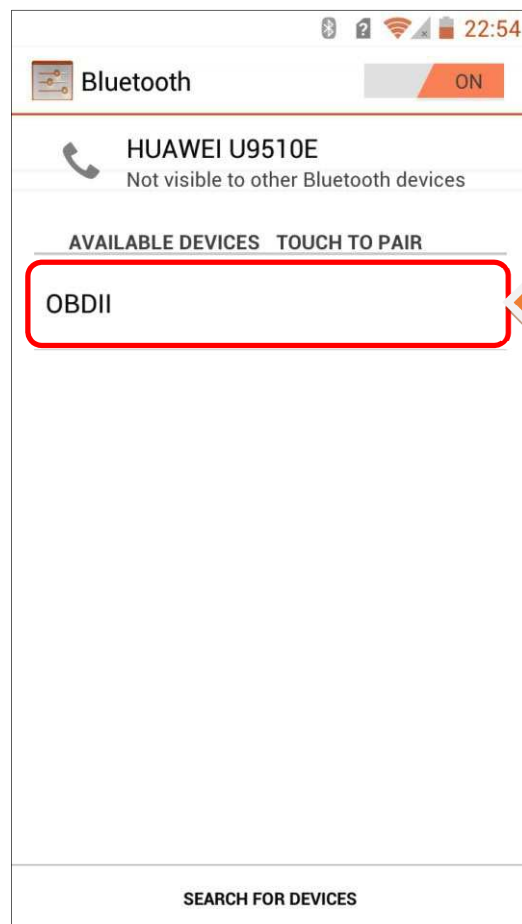 22:54
Bluetooth ON
HUAWEI U9510E
Not visible to other Bluetooth devices
AVAILABLE DEVICES TOUCH TO PAIR
OBDII
SEARCH FOR DEVICES